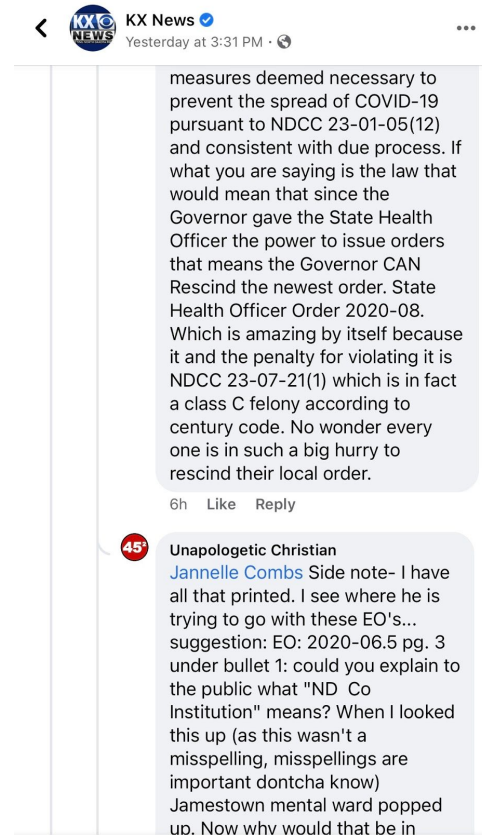 KX News
KX
NEWS
Yesterday at 3:31 PM ·
measures deemed necessary to
prevent the spread of COVID-19
pursuant to NDCC 23-01-05(12)
and consistent with due process. If
what you are saying is the law that
would mean that since the
Governor gave the State Health
Officer the power to issue orders
that means the Governor CAN
Rescind the newest order. State
Health Officer Order 2020-08.
Which is amazing by itself because
it and the penalty for violating it is
NDCC 23-07-21(1) which is in fact
a class C felony according to
century code. No wonder every
one is in such a big hurry to
rescind their local order.
6h Like Reply
45²
Unapologetic Christian
Jannelle Combs Side note- I have
all that printed. I see where he is
trying to go with these EO's...
suggestion: EO: 2020-06.5 pg. 3
under bullet 1: could you explain to
the public what "ND Co
Institution" means? When I looked
this up (as this wasn't a
misspelling, misspellings are
important dontcha know)
Jamestown mental ward popped
up. Now why would that be in